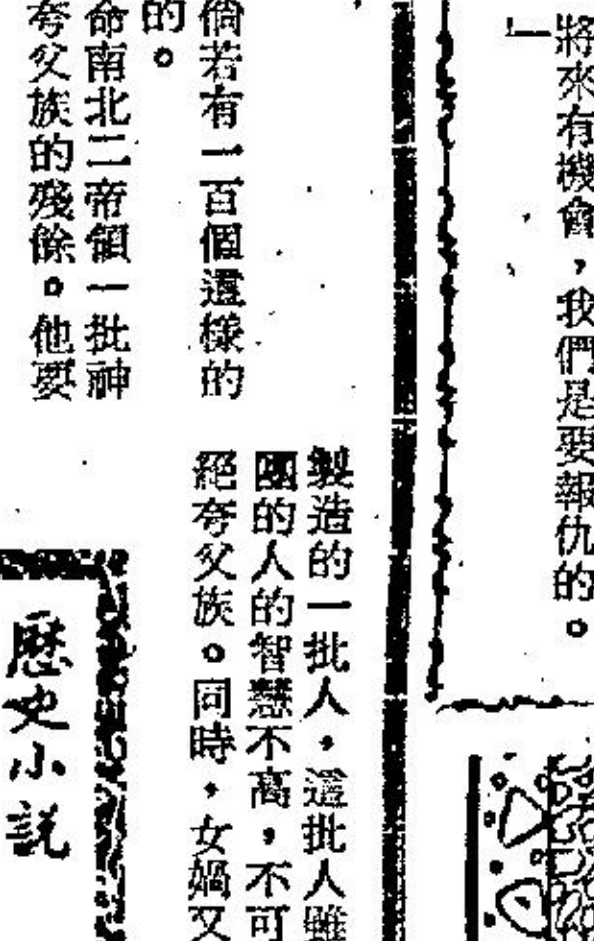 將來有機會，我們是要報仇的。
」
倘若有一百個這樣的
的。
命南北二帝領一批神
夸父族的殘餘。他要
製造的一批人，這批人雖
團的人的智慧不高，不可
絕夸父族。同時，女媧又
歷史小說